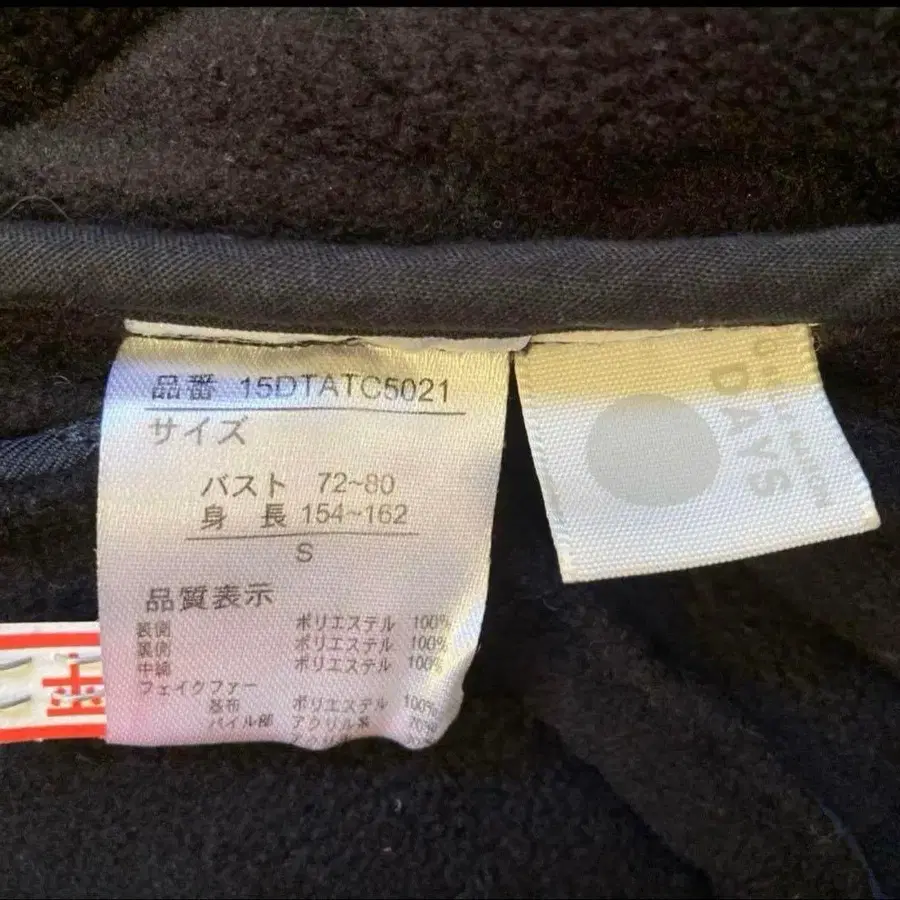 品番 15DTATC5021
サイズ
バスト 72~80
身 長 154~162
S
品質表示
表側 ポリエステル 100%
裏側 ポリエステル 100%
中綿 ポリエステル 100%
フェイクファー
基布 ポリエステル 100%
パイル部 アクリル系
DAYS